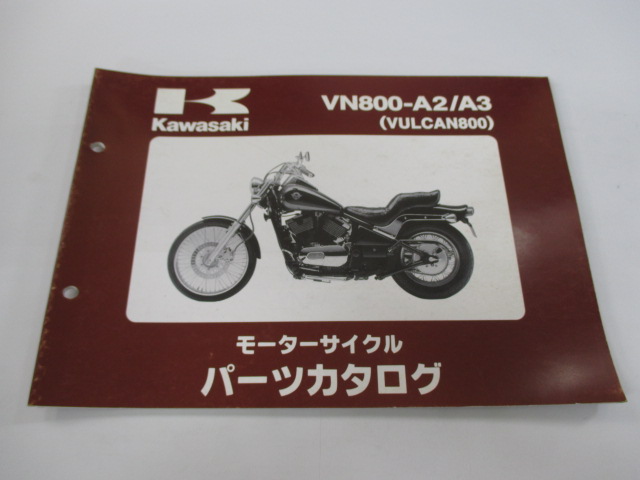 Kawasaki
VN800-A2/A3
(VULCAN800)
モーターサイクル
パーツカタログ